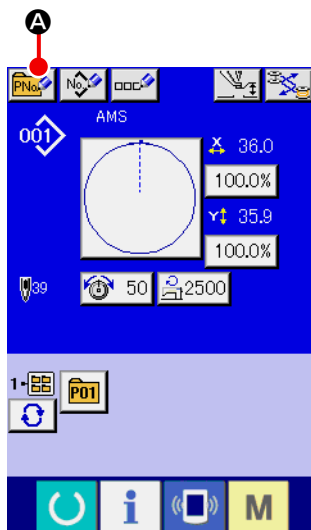 A
PNo. No.
AMS
001
X 36.0
100.0%
Y 35.9
100.0%
39 50 2500
1- P01
i M